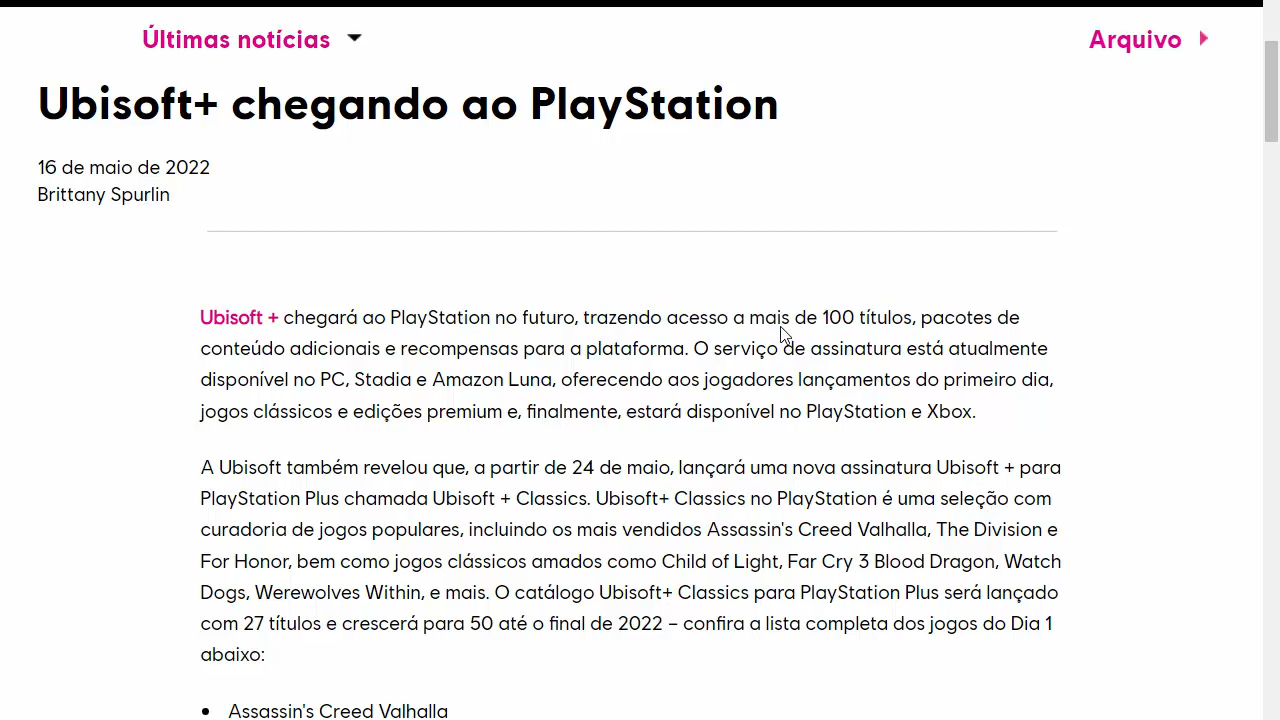 Últimas notícias
Arquivo
Ubisoft+ chegando ao PlayStation
16 de maio de 2022
Brittany Spurlin
Ubisoft + chegará ao PlayStation no futuro, trazendo acesso a mais de 100 títulos, pacotes de
conteúdo adicionais e recompensas para a plataforma. O serviço de assinatura está atualmente
disponível no PC, Stadia e Amazon Luna, oferecendo aos jogadores lançamentos do primeiro dia,
jogos clássicos e edições premium e, finalmente, estará disponível no PlayStation e Xbox.
A Ubisoft também revelou que, a partir de 24 de maio, lançará uma nova assinatura Ubisoft + para
PlayStation Plus chamada Ubisoft + Classics. Ubisoft+ Classics no PlayStation é uma seleção com
curadoria de jogos populares, incluindo os mais vendidos Assassin's Creed Valhalla, The Division e
For Honor, bem como jogos clássicos amados como Child of Light, Far Cry 3 Blood Dragon, Watch
Dogs, Werewolves Within, e mais. O catálogo Ubisoft+ Classics para PlayStation Plus será lançado
com 27 títulos e crescerá para 50 até o final de 2022 – confira a lista completa dos jogos do Dia 1
abaixo:
• Assassin's Creed Valhalla